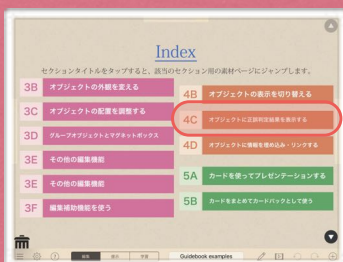 Index
セクションタイトルをタップすると、該当のセクション用の素材ページにジャンプします。
3B オブジェクトの外観を変える
3C オブジェクトの配置を調整する
3D グループオブジェクトとマグネットボックス
3E その他の編集機能
3E その他の編集機能
3F 編集補助機能を使う
4B オブジェクトの表示を切り替える
4C オブジェクトに正誤判定結果を表示する
4D オブジェクトに情報を埋め込み・リンクする
5A カードを使ってプレゼンテーションする
5B カードをまとめてカードパックとして使う
編集
学習
Guidebook examples